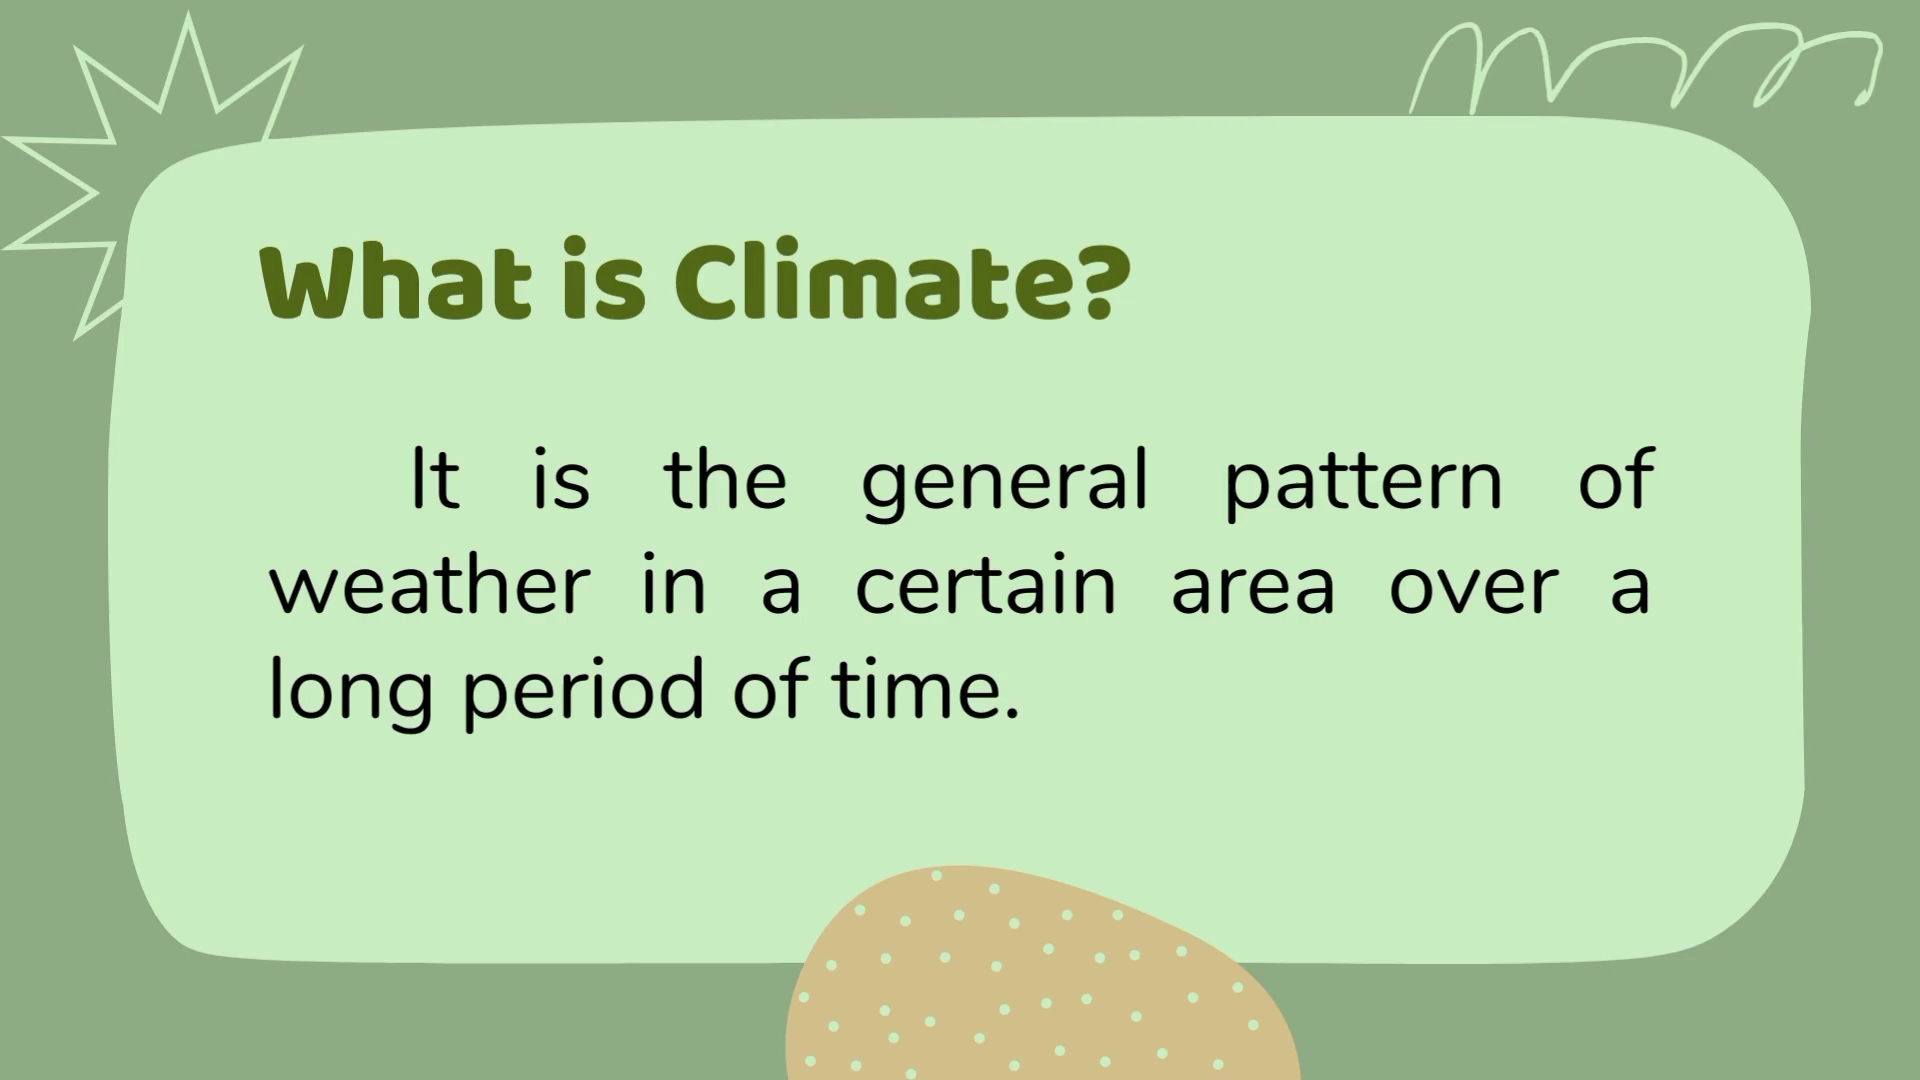 What is Climate?
It is the general pattern of
weather in a certain area over a
long period of time.